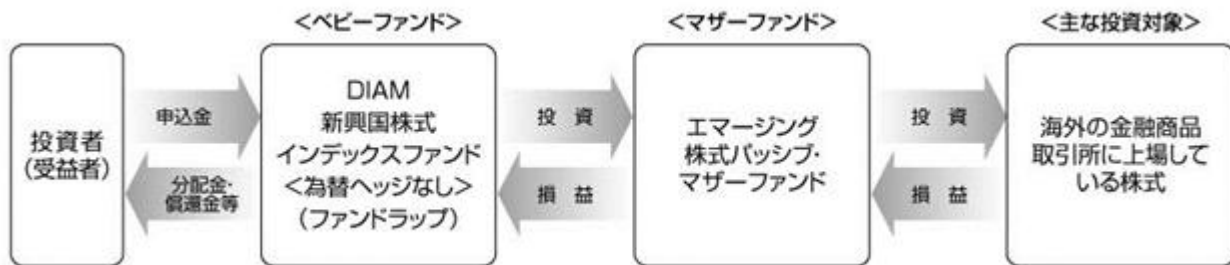 <ベビーファンド>
<マザーファンド>
<主な投資対象>
投資者
(受益者)
申込金
分配金・
償還金等
DIAM
新興国株式
インデックスファンド
<為替ヘッジなし>
(ファンドラップ)
投 資
損 益
エマージング
株式パッシブ・
マザーファンド
投 資
損 益
海外の金融商品
取引所に上場して
いる株式